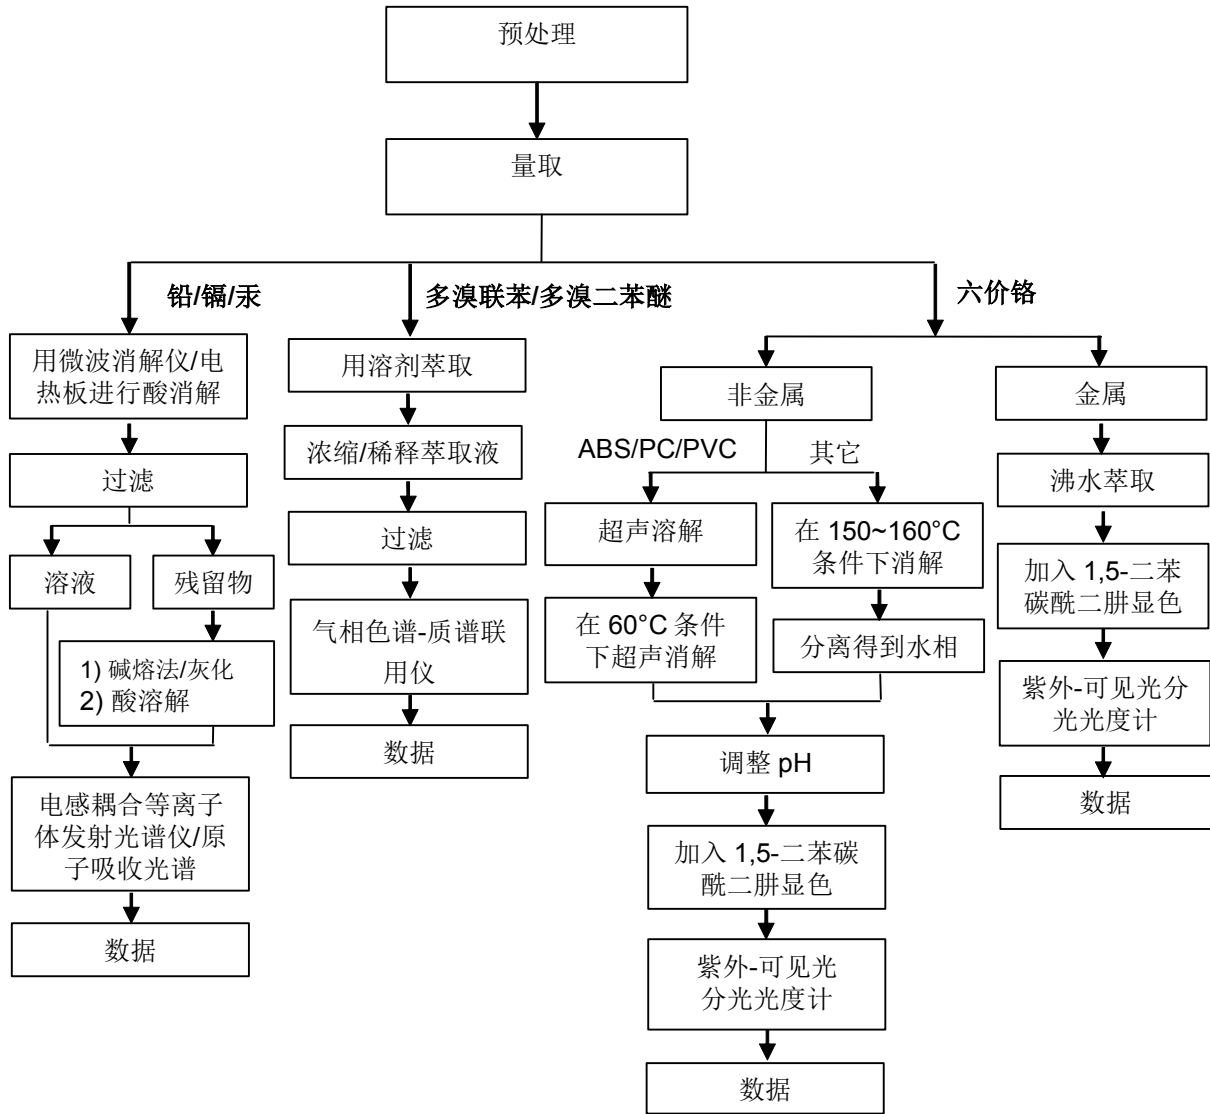 预处理
量取
铅/镉/汞
多溴联苯/多溴二苯醚
六价铬
用微波消解仪/电
热板进行酸消解
过滤
溶液
残留物
1) 碱熔法/灰化
2) 酸溶解
电感耦合等离子
体发射光谱仪/原
子吸收光谱
数据
用溶剂萃取
浓缩/稀释萃取液
过滤
气相色谱-质谱联
用仪
数据
非金属
ABS/PC/PVC
其它
超声溶解
在 60°C 条件
下超声消解
在 150~160°C
条件下消解
分离得到水相
调整 pH
加入 1,5-二苯碳
酰二肼显色
紫外-可见光
分光光度计
数据
金属
沸水萃取
加入 1,5-二苯
碳酰二肼显色
紫外-可见光分
光光度计
数据